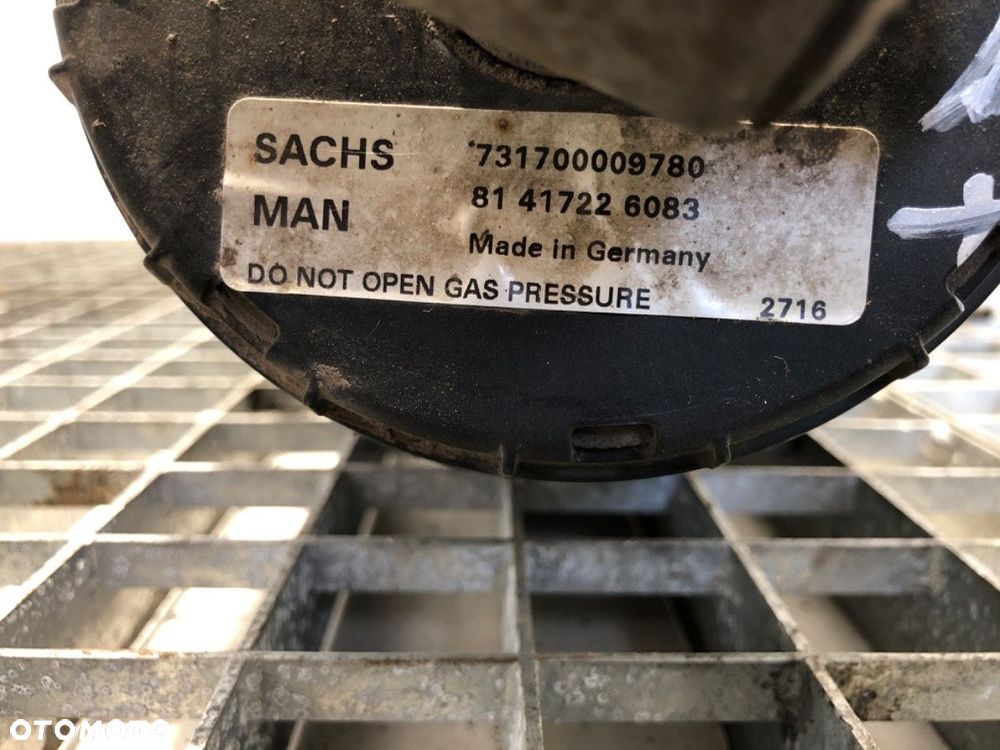 SACHS 731700009780
MAN 81 41722 6083
Made in Germany
DO NOT OPEN GAS PRESSURE 2716
OTOMOTO